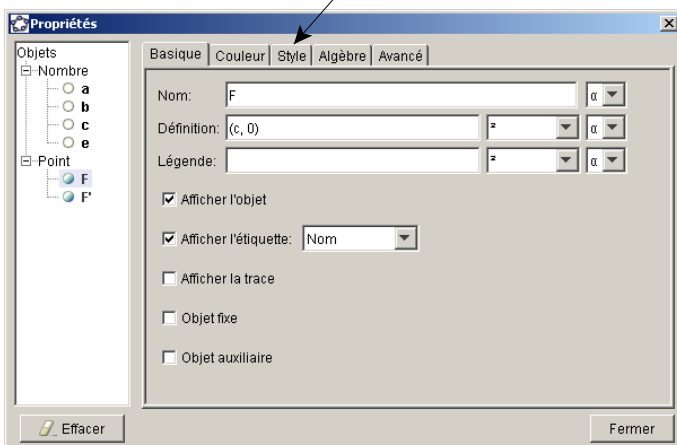 Propriétés
Objets
Nombre
a
b
c
e
Point
F
F'
Basique Couleur Style Algèbre Avancé
Nom: F α
Définition: (c, 0) ² α
Légende: ² α
Afficher l'objet
Afficher l'étiquette: Nom
Afficher la trace
Objet fixe
Objet auxiliaire
Effacer
Fermer